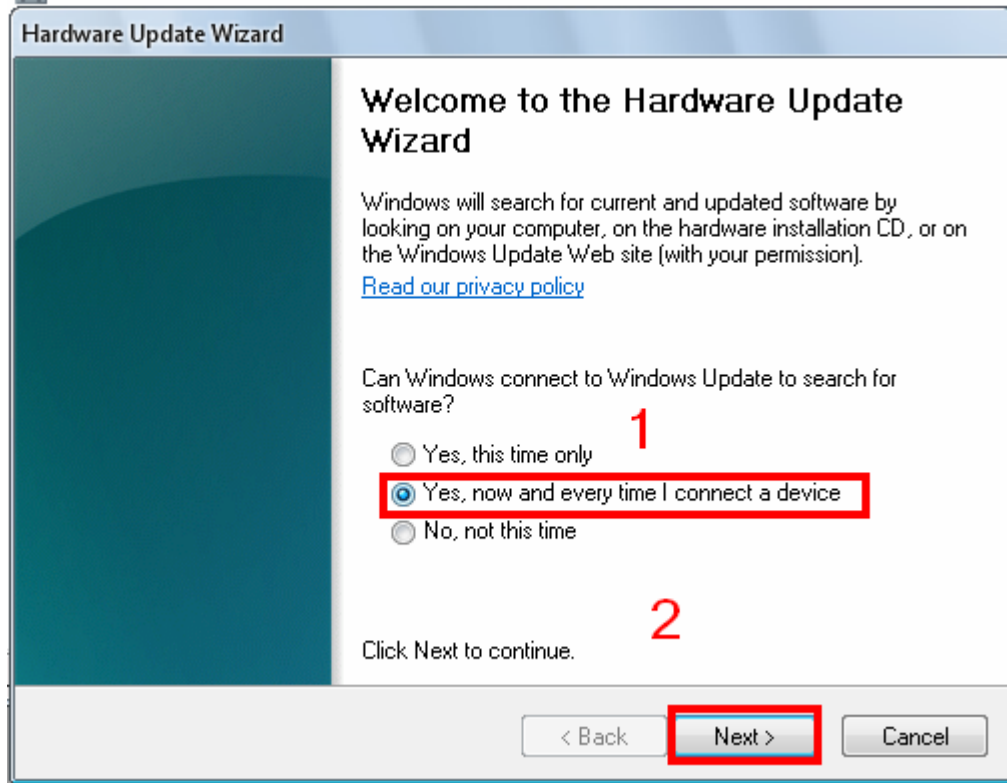 Hardware Update Wizard
Welcome to the Hardware Update
Wizard
Windows will search for current and updated software by
looking on your computer, on the hardware installation CD, or on
the Windows Update Web site (with your permission).
Read our privacy policy
Can Windows connect to Windows Update to search for
software?
1
Yes, this time only
Yes, now and every time I connect a device
No, not this time
2
Click Next to continue.
< Back Next > Cancel